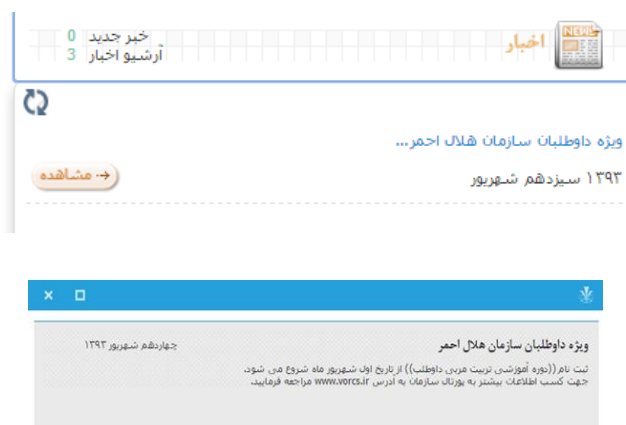 NEWS
اخبار
خبر جدید 0
آرشیو اخبار 3
ویژه داوطلبان سازمان هلال احمر...
۱۳۹۳ سیزدهم شهریور
مشاهده
ویژه داوطلبان سازمان هلال احمر
چهاردهم شهریور ۱۳۹۳
ثبت نام ((دوره آموزشی تربیت مربی داوطلب)) از تاریخ اول شهریور ماه شروع می شود.
جهت کسب اطلاعات بیشتر به پورتال سازمان به ادرس www.vorcs.ir مراجعه فرمایید.